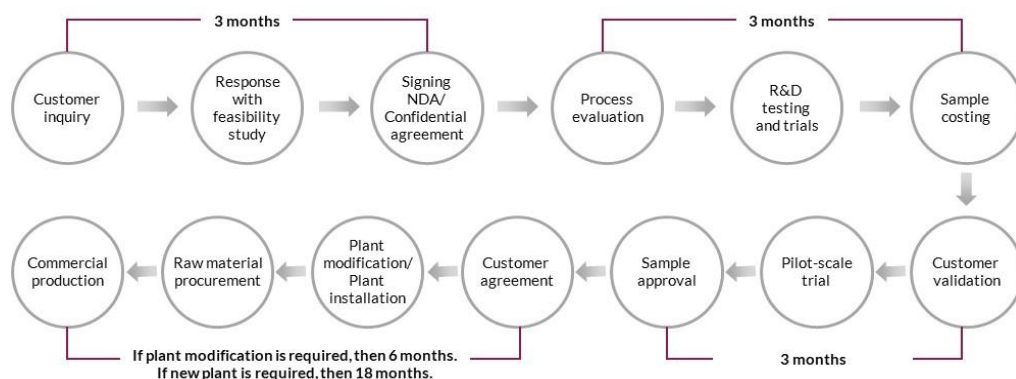 3 months
3 months
Customer
inquiry
Response
with
feasibility
study
Signing
NDA/
Confidential
agreement
Process
evaluation
R&D
testing
and trials
Sample
costing
Customer
validation
Pilot-scale
trial
Sample
approval
Customer
agreement
Plant
modification/
Plant
installation
Raw material
procurement
Commercial
production
3 months
If plant modification is required, then 6 months.
If new plant is required, then 18 months.